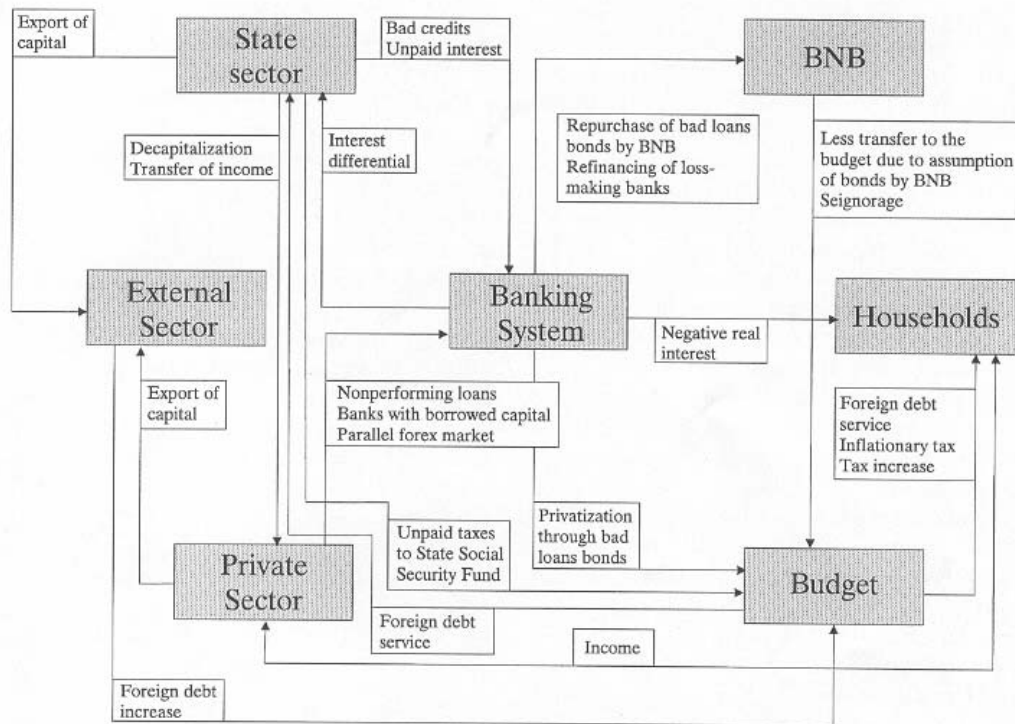 Export of
capital
State
sector
Bad credits
Unpaid interest
BNB
Decapitalization
Transfer of income
Interest
differential
Repurchase of bad loans
bonds by BNB
Refinancing of loss-
making banks
Less transfer to the
budget due to assumption
of bonds by BNB
Seignorage
External
Sector
Banking
System
Households
Negative real
interest
Export of
capital
Nonperforming loans
Banks with borrowed capital
Parallel forex market
Foreign debt
service
Inflationary tax
Tax increase
Private
Sector
Unpaid taxes
to State Social
Security Fund
Privatization
through bad
loans bonds
Budget
Foreign debt
service
Income
Foreign debt
increase